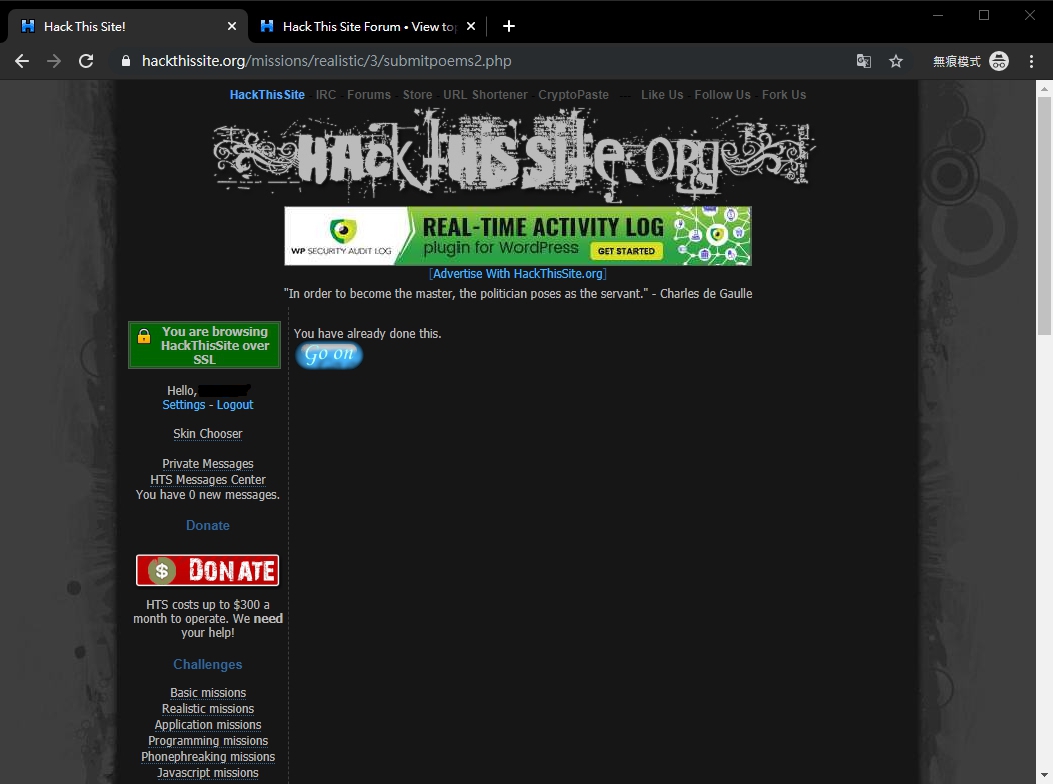 Hack This Site!
Hack This Site Forum • View top
hackthissite.org/missions/realistic/3/submitpoems2.php
無痕模式
HackThisSite - IRC - Forums - Store - URL Shortener - CryptoPaste --- Like Us - Follow Us - Fork Us
HAck tHIS SItE.ORG
WP SECURITY AUDIT LOG
REAL-TIME ACTIVITY LOG
plugin for WordPress
GET STARTED
[Advertise With HackThisSite.org]
"In order to become the master, the politician poses as the servant." - Charles de Gaulle
You are browsing
HackThisSite over
SSL
You have already done this.
Go on
Hello,
Settings - Logout
Skin Chooser
Private Messages
HTS Messages Center
You have 0 new messages.
Donate
$ DONATE
HTS costs up to $300 a
month to operate. We need
your help!
Challenges
Basic missions
Realistic missions
Application missions
Programming missions
Phonephreaking missions
Javascript missions